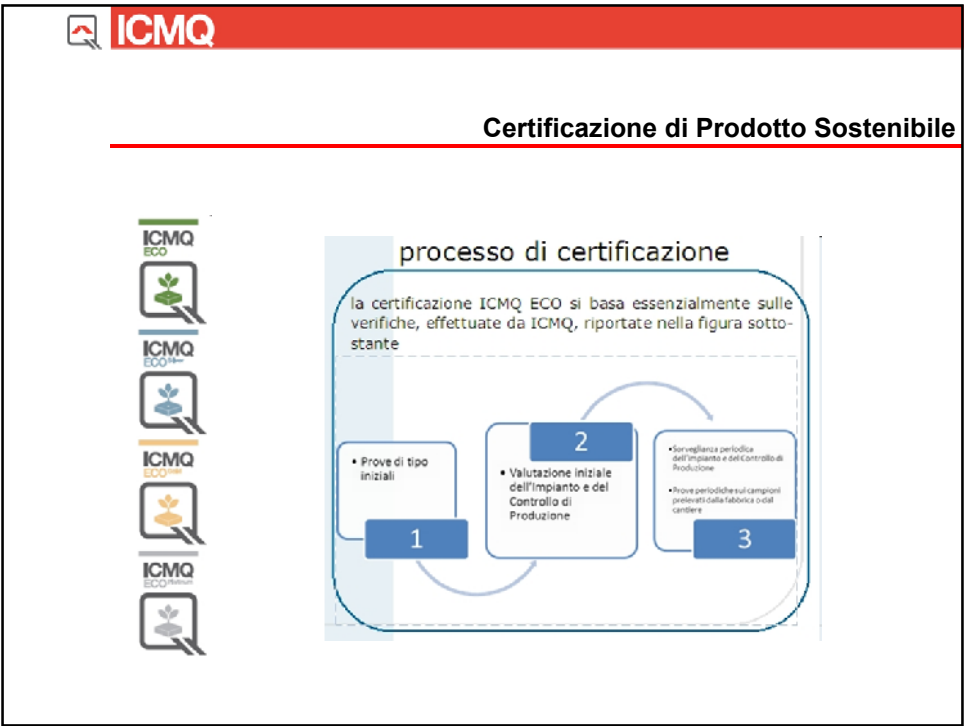 ICMQ
Certificazione di Prodotto Sostenibile
ICMQ
ECO
ICMQ
ECO
ICMQ
ECO Gold
ICMQ
ECO Platinum
processo di certificazione
la certificazione ICMQ ECO si basa essenzialmente sulle
verifiche, effettuate da ICMQ, riportate nella figura sotto-
stante
• Prove di tipo
iniziali
1
2
• Valutazione iniziale
dell'Impianto e del
Controllo di
Produzione
• Sorveglianza periodica
dell'impianto e del Controllo di
Produzione
• Prove periodiche sui campioni
prelevati dalla fabbrica o dal
cantiere
3